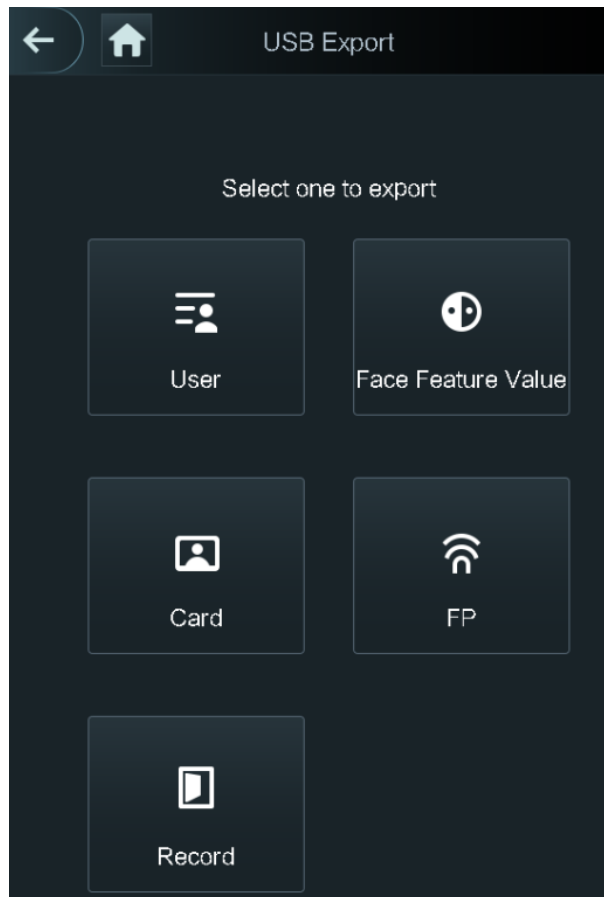 USB Export
Select one to export
User
Face Feature Value
Card
FP
Record